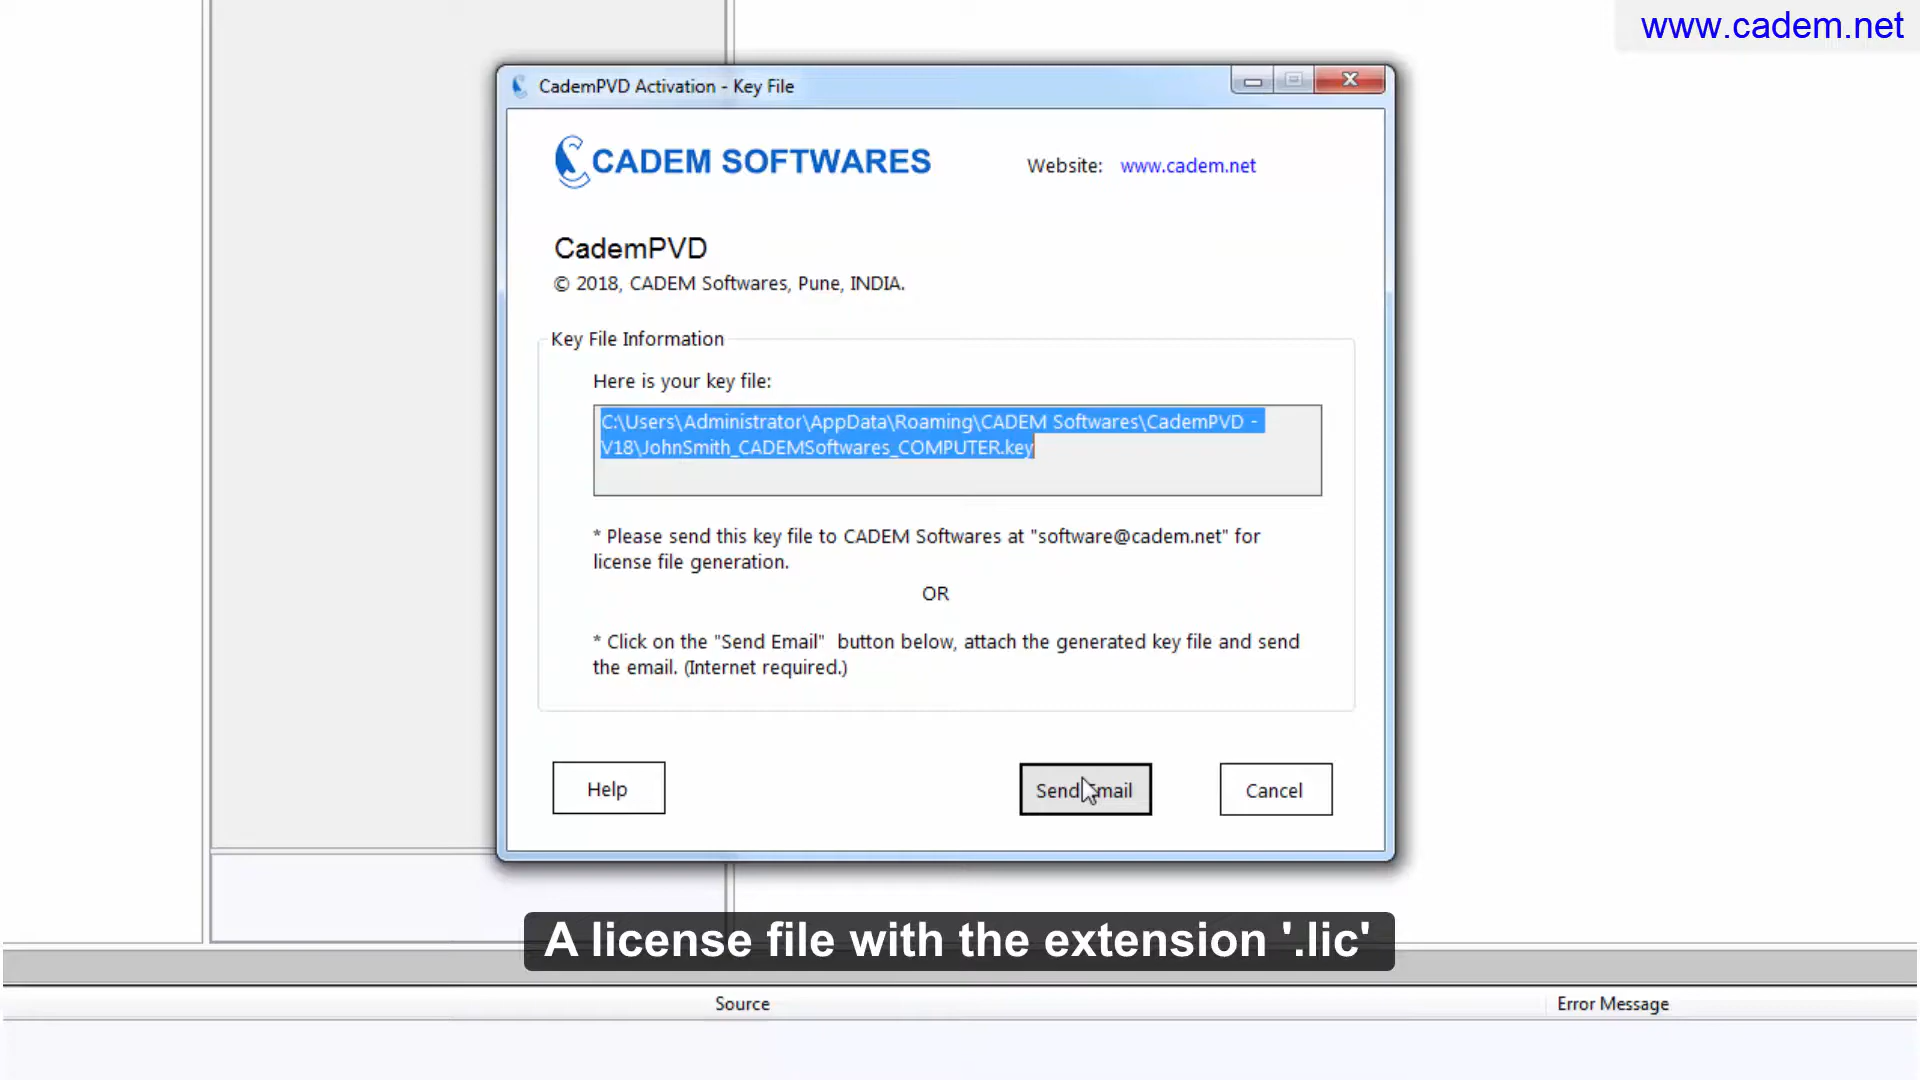 www.cadem.net
CademPVD Activation - Key File
CADEM SOFTWARES
Website: www.cadem.net
CademPVD
© 2018, CADEM Softwares, Pune, INDIA.
Key File Information
Here is your key file:
C:\Users\Administrator\AppData\Roaming\CADEM Softwares\CademPVD -
V18\JohnSmith_CADEMSoftwares_COMPUTER.key
* Please send this key file to CADEM Softwares at "software@cadem.net" for
license file generation.
OR
* Click on the "Send Email"  button below, attach the generated key file and send
the email. (Internet required.)
Help
Send Email
Cancel
A license file with the extension '.lic'
Source
Error Message